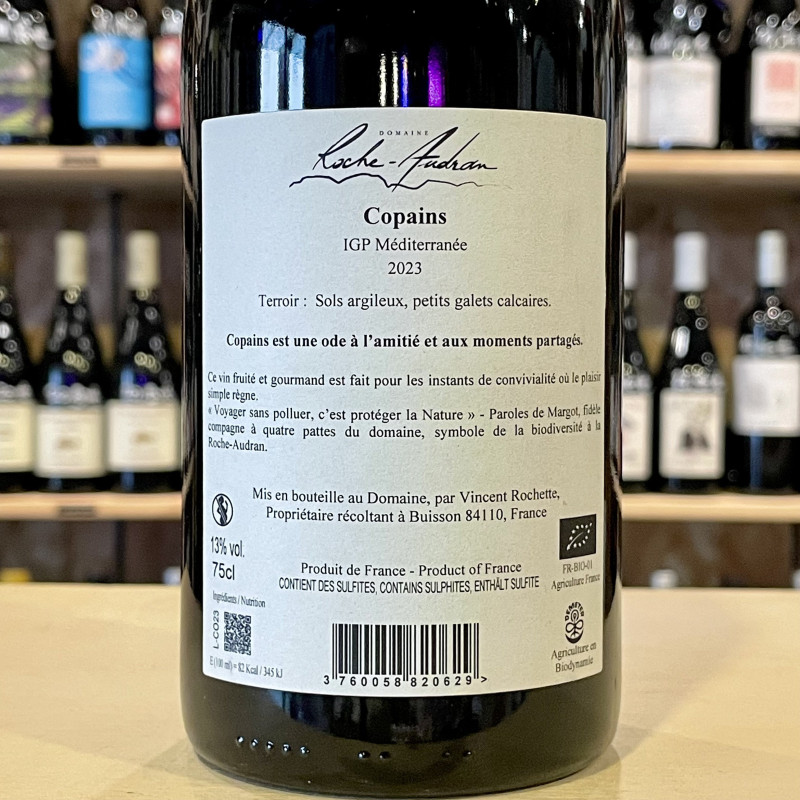 DOMAINE
Roche-Audran
Copains
IGP Méditerranée
2023
Terroir : Sols argileux, petits galets calcaires.
Copains est une ode à l'amitié et aux moments partagés.
Ce vin fruité et gourmand est fait pour les instants de convivialité où le plaisir
simple règne.
« Voyager sans polluer, c'est protéger la Nature » - Paroles de Margot, fidèle
compagne à quatre pattes du domaine, symbole de la biodiversité à la
Roche-Audran.
Mis en bouteille au Domaine, par Vincent Rochette,
Propriétaire récoltant à Buisson 84110, France
13% vol.
75cl
Produit de France - Product of France
CONTIENT DES SULFITES, CONTAINS SULPHITES, ENTHÄLT SULFITE
FR-BIO-01
Agriculture France
Ingrédients / Nutrition
L-CO23
E (100 ml) = 82 Kcal / 345 kJ
3 760058 820629 >
DEMETER
Agriculture en
Biodynamie